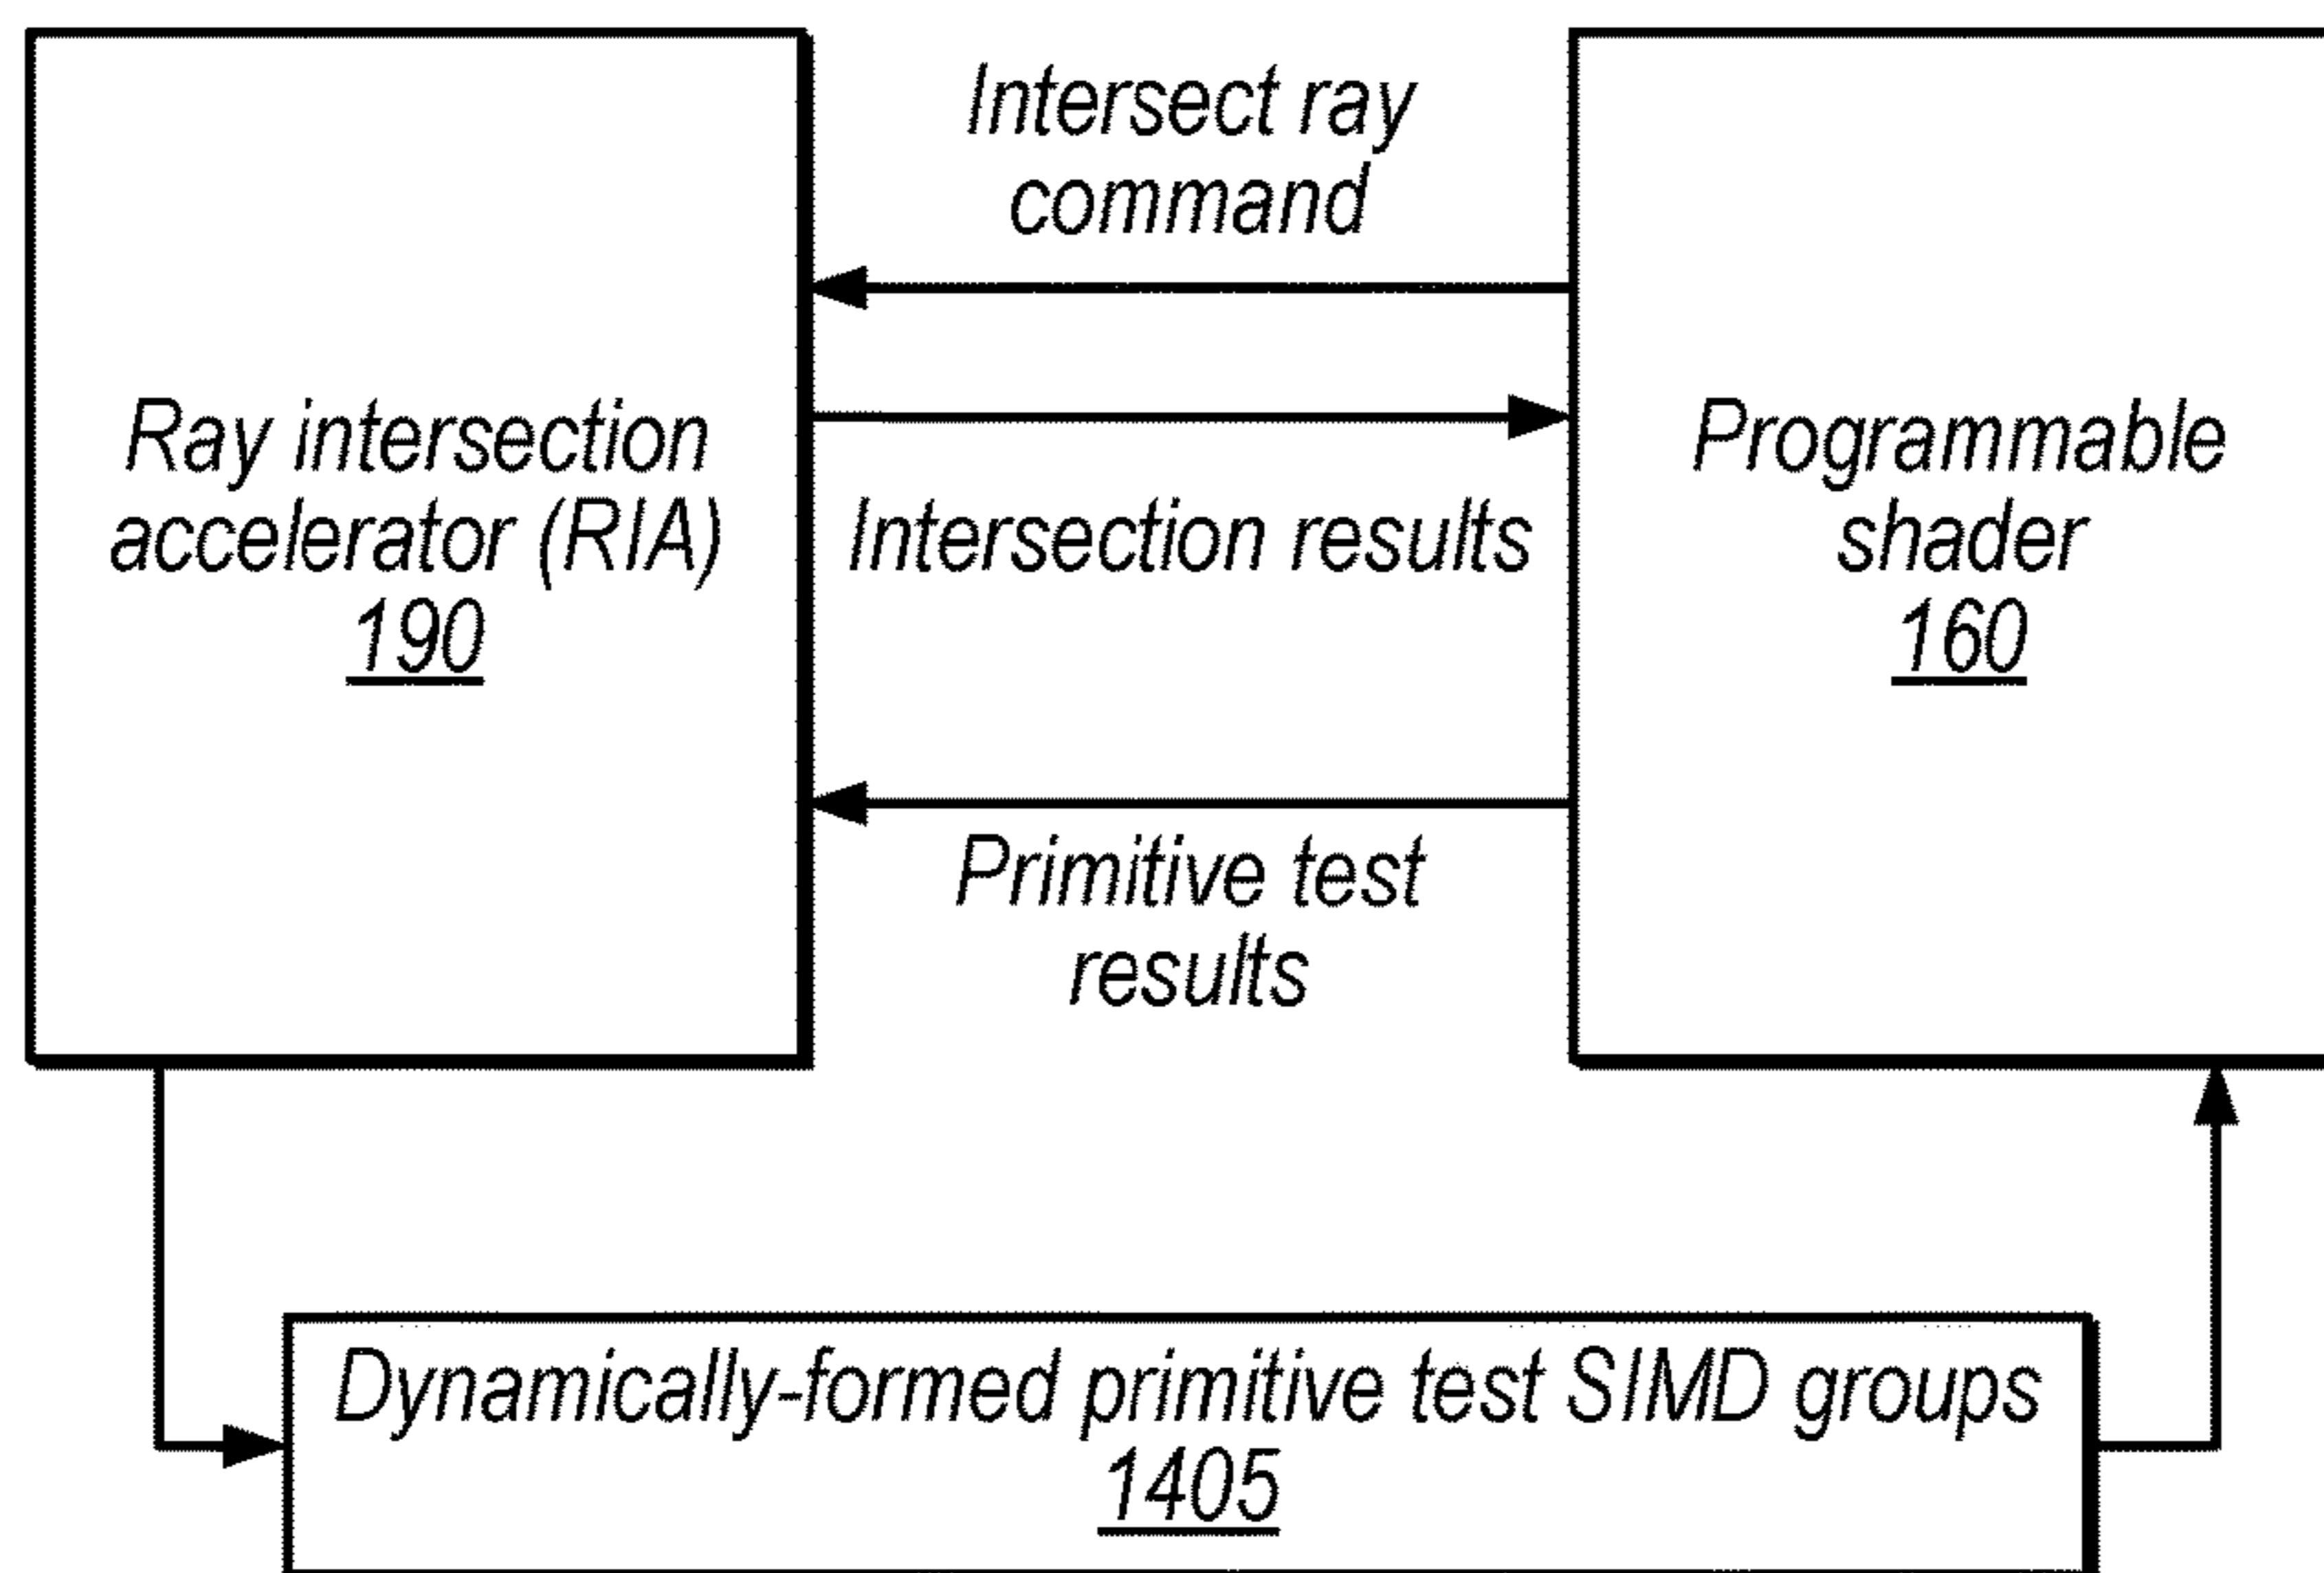 Intersect ray
command
Ray intersection
accelerator (RIA)
190
Intersection results
Programmable
shader
160
Primitive test
results
Dynamically-formed primitive test SIMD groups
1405